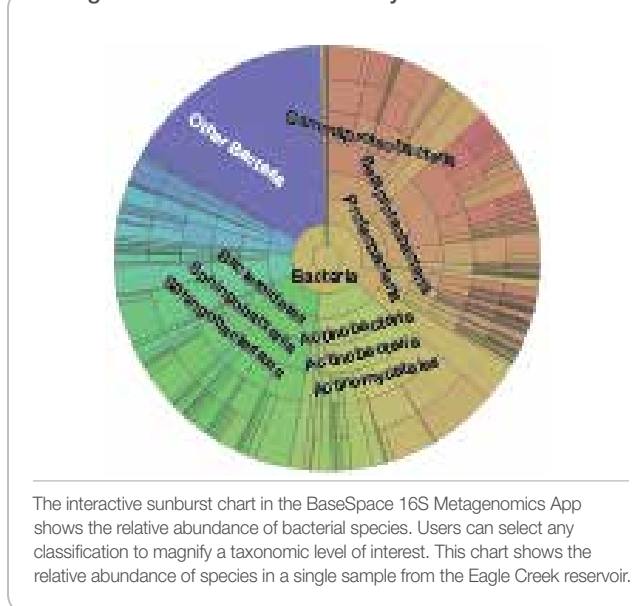 Other Bacteria
Gammaproteobacteria
Betaproteobacteria
Proteobacteria
Bacteria
Bacteroidetes
Sphingobacteria
Sphingobacteriales
Actinobacteria
Actinobacteria
Actinomycetales
The interactive sunburst chart in the BaseSpace 16S Metagenomics App
shows the relative abundance of bacterial species. Users can select any
classification to magnify a taxonomic level of interest. This chart shows the
relative abundance of species in a single sample from the Eagle Creek reservoir.